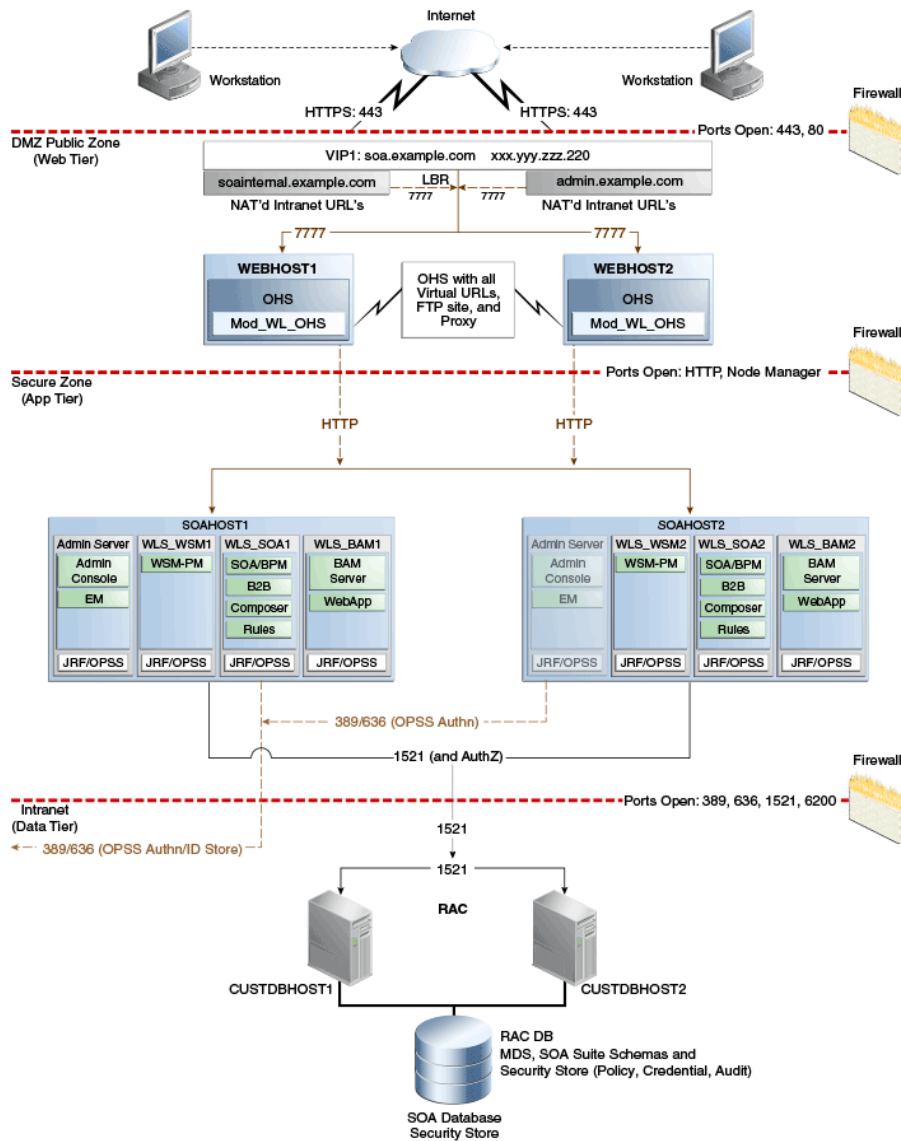 Internet
Workstation
Workstation
HTTPS: 443
HTTPS: 443
Firewall
Ports Open: 443, 80
DMZ Public Zone
(Web Tier)
VIP1: soa.example.com xxx.yyy.zzz.220
soainternal.example.com
LBR
admin.example.com
7777
7777
NAT'd Intranet URL's
NAT'd Intranet URL's
7777
7777
WEBHOST1
OHS
Mod_WL_OHS
OHS with all
Virtual URLs,
FTP site, and
Proxy
WEBHOST2
OHS
Mod_WL_OHS
Firewall
Ports Open: HTTP, Node Manager
Secure Zone
(App Tier)
HTTP
HTTP
SOAHOST1
Admin Server
Admin
Console
EM
JRF/OPSS
WLS_WSM1
WSM-PM
JRF/OPSS
WLS_SOA1
SOA/BPM
B2B
Composer
Rules
JRF/OPSS
WLS_BAM1
BAM
Server
WebApp
JRF/OPSS
SOAHOST2
Admin Server
Admin
Console
EM
JRF/OPSS
WLS_WSM2
WSM-PM
JRF/OPSS
WLS_SOA2
SOA/BPM
B2B
Composer
Rules
JRF/OPSS
WLS_BAM2
BAM
Server
WebApp
JRF/OPSS
389/636 (OPSS Authn)
1521 (and AuthZ)
Firewall
Ports Open: 389, 636, 1521, 6200
Intranet
(Data Tier)
1521
389/636 (OPSS Authn/ID Store)
1521
RAC
CUSTDBHOST1
CUSTDBHOST2
RAC DB
MDS, SOA Suite Schemas and
Security Store (Policy, Credential, Audit)
SOA Database
Security Store